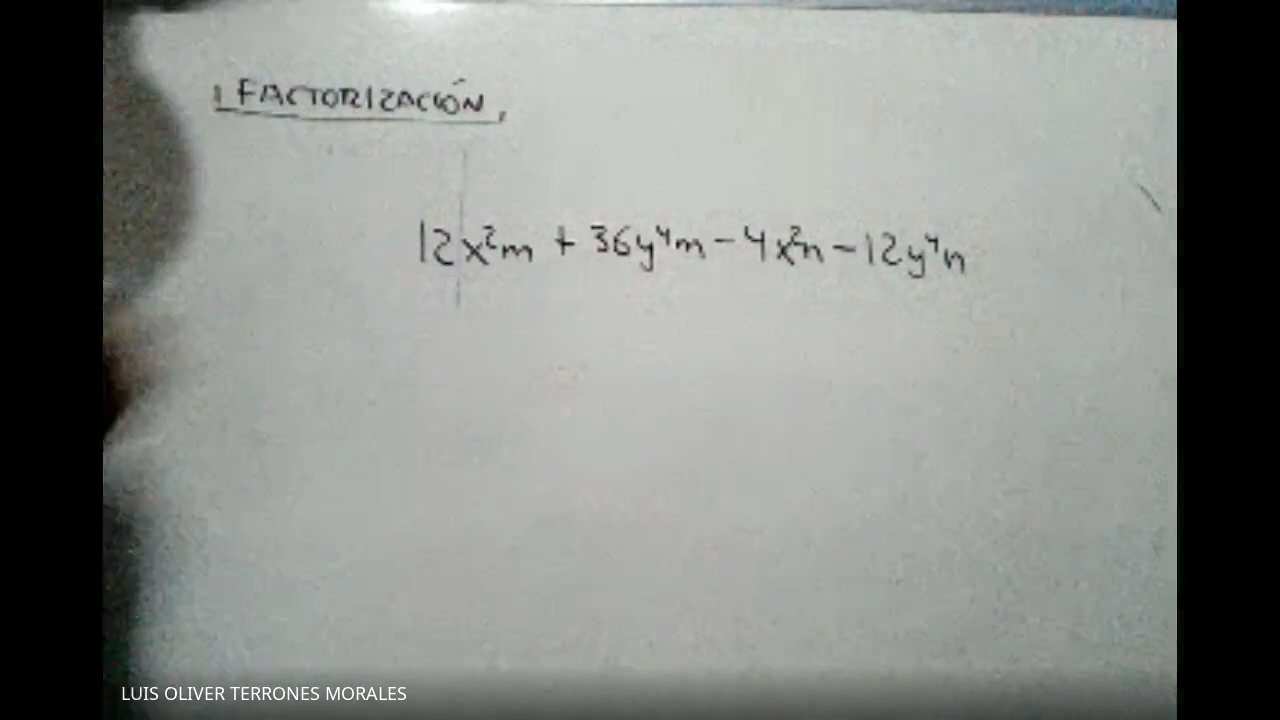 FACTORIZACIÓN,
12x²m + 36y⁴m - 4x²n - 12y⁴n
LUIS OLIVER TERRONES MORALES